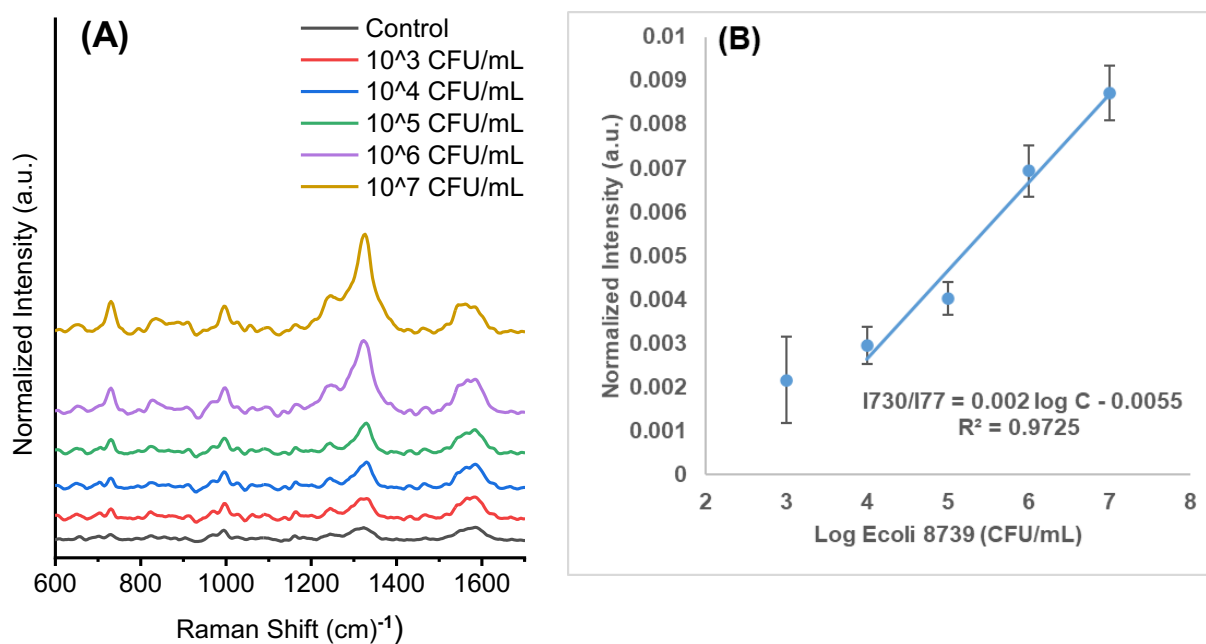 (A)
Control
10^3 CFU/mL
10^4 CFU/mL
10^5 CFU/mL
10^6 CFU/mL
10^7 CFU/mL
Normalized Intensity (a.u.)
600 800 1000 1200 1400 1600
Raman Shift (cm)-1)
(B)
0.01
0.009
0.008
0.007
0.006
0.005
0.004
0.003
0.002
0.001
0
Normalized Intensity (a.u.)
I730/I77 = 0.002 log C - 0.0055
R² = 0.9725
2 3 4 5 6 7 8
Log Ecoli 8739 (CFU/mL)